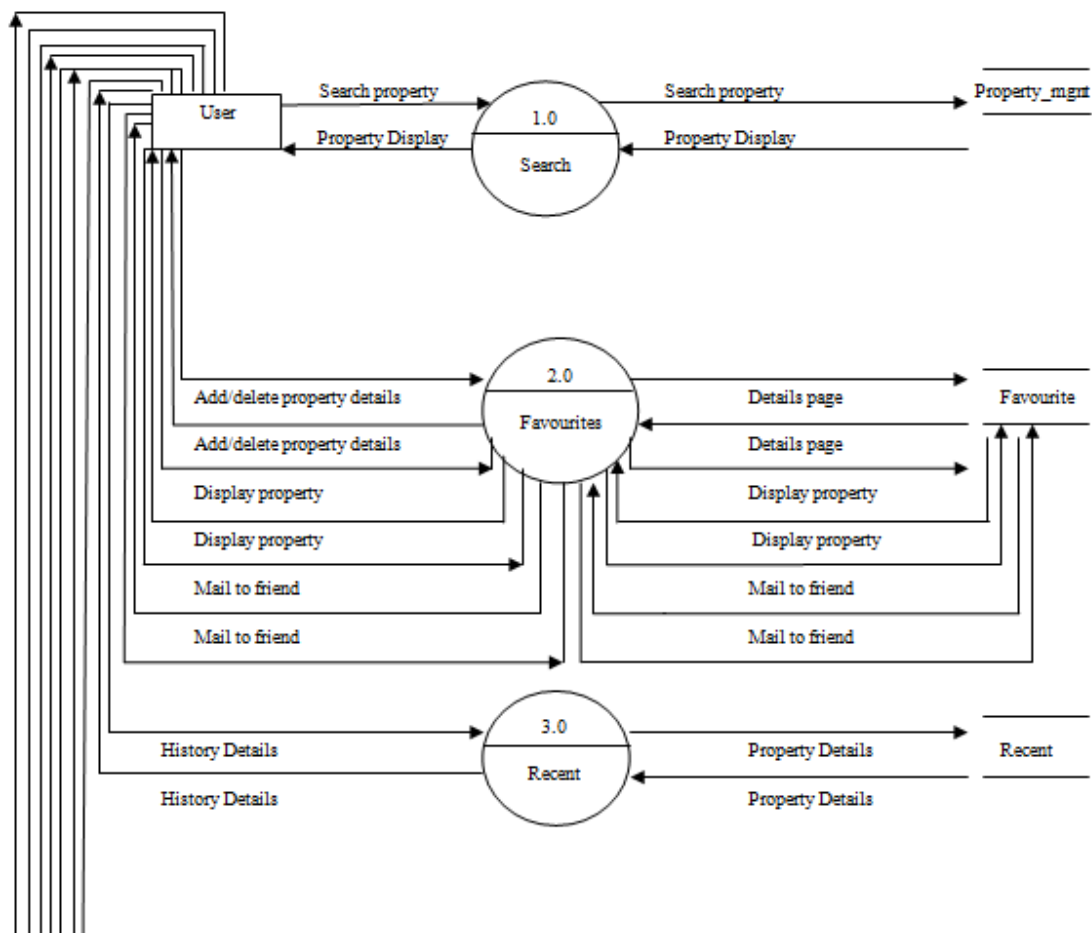 Search property
Search property
Property_mgnt
User
1.0
Property Display
Property Display
Search
2.0
Add/delete property details
Details page
Favourite
Favourites
Add/delete property details
Details page
Display property
Display property
Display property
Display property
Mail to friend
Mail to friend
Mail to friend
Mail to friend
3.0
History Details
Property Details
Recent
Recent
History Details
Property Details